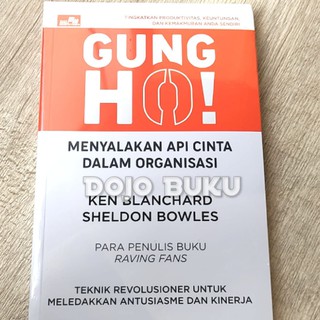 TINGKATKAN PRODUKTIVITAS, KEUNTUNGAN,
DAN KEMAKMURAN ANDA SENDIRI
GUNG
HO!
MENYALAKAN API CINTA
DALAM ORGANISASI
DOJO BUKU
KEN BLANCHARD
SHELDON BOWLES
PARA PENULIS BUKU
RAVING FANS
TEKNIK REVOLUSIONER UNTUK
MELEDAKKAN ANTUSIASME DAN KINERJA